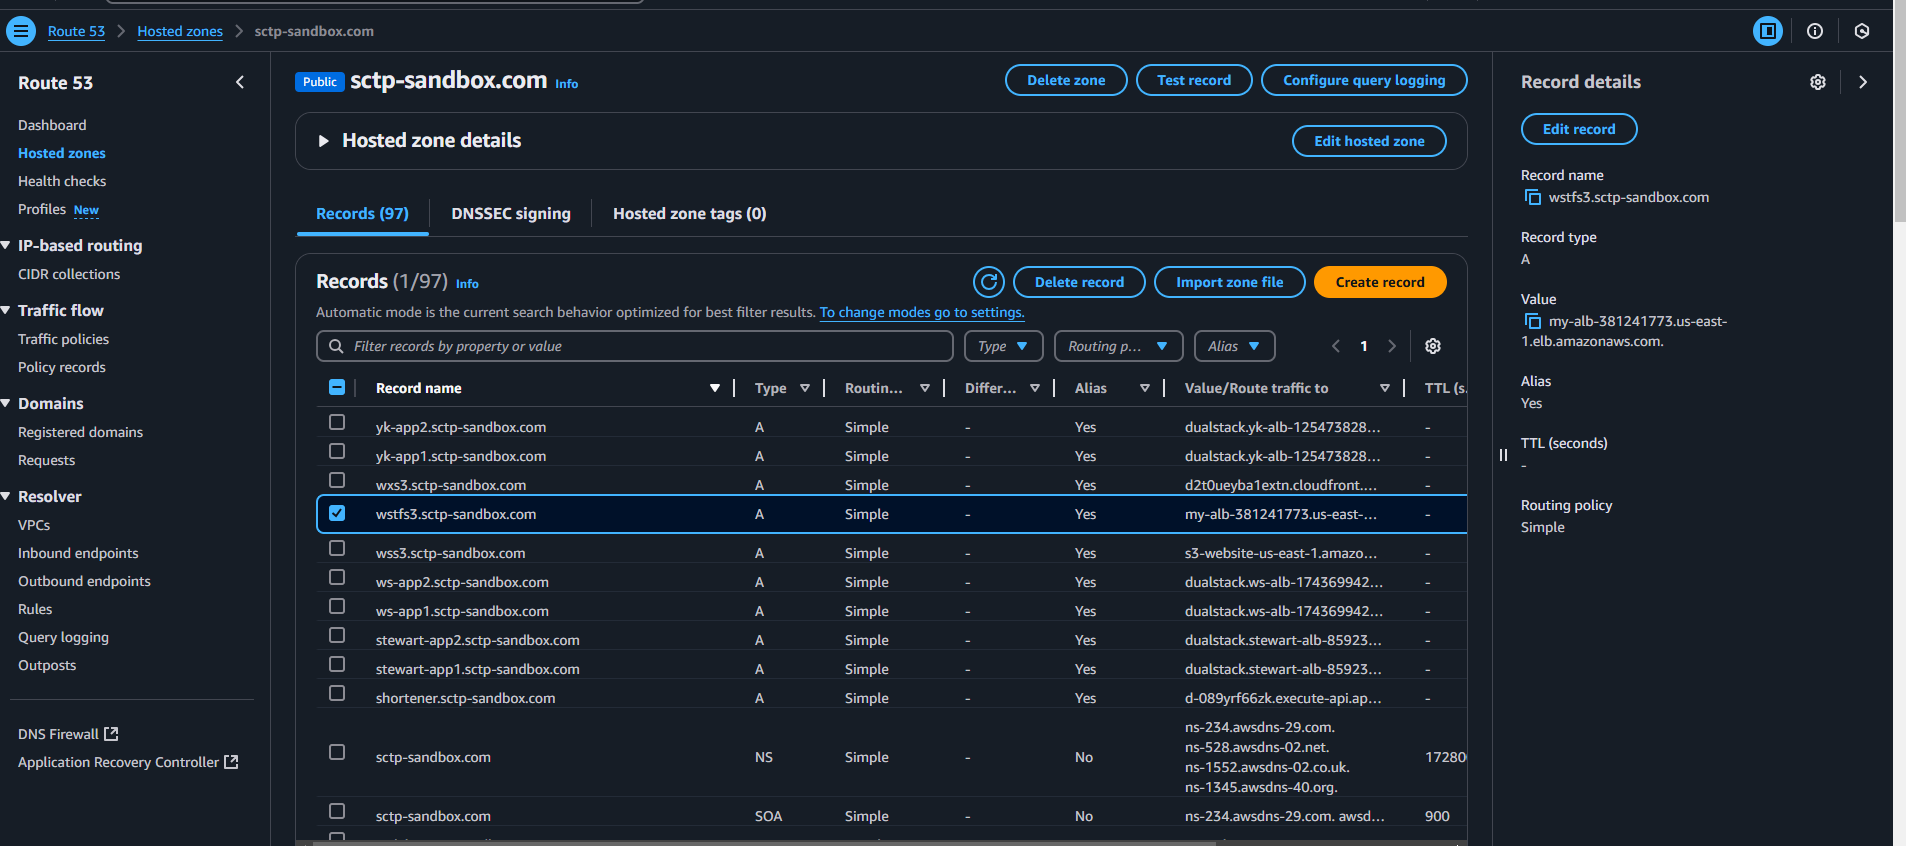 Route 53 > Hosted zones > sctp-sandbox.com
Route 53
Dashboard
Hosted zones
Health checks
Profiles New
IP-based routing
CIDR collections
Traffic flow
Traffic policies
Policy records
Domains
Registered domains
Requests
Resolver
VPCs
Inbound endpoints
Outbound endpoints
Rules
Query logging
Outposts
DNS Firewall
Application Recovery Controller
Public sctp-sandbox.com Info
Delete zone Test record Configure query logging
Hosted zone details Edit hosted zone
Records (97) DNSSEC signing Hosted zone tags (0)
Records (1/97) Info Delete record Import zone file Create record
Automatic mode is the current search behavior optimized for best filter results. To change modes go to settings.
Filter records by property or value Type Routing p... Alias 1
Record name Type Routin... Differ... Alias Value/Route traffic to TTL (s.
yk-app2.sctp-sandbox.com A Simple - Yes dualstack.yk-alb-125473828... -
yk-app1.sctp-sandbox.com A Simple - Yes dualstack.yk-alb-125473828... -
wxs3.sctp-sandbox.com A Simple - Yes d2t0ueyba1extn.cloudfront.... -
wstfs3.sctp-sandbox.com A Simple - Yes my-alb-381241773.us-east-... -
wss3.sctp-sandbox.com A Simple - Yes s3-website-us-east-1.amazo... -
ws-app2.sctp-sandbox.com A Simple - Yes dualstack.ws-alb-174369942... -
ws-app1.sctp-sandbox.com A Simple - Yes dualstack.ws-alb-174369942... -
stewart-app2.sctp-sandbox.com A Simple - Yes dualstack.stewart-alb-85923... -
stewart-app1.sctp-sandbox.com A Simple - Yes dualstack.stewart-alb-85923... -
shortener.sctp-sandbox.com A Simple - Yes d-089yrf66zk.execute-api.ap... -
sctp-sandbox.com NS Simple - No ns-234.awsdns-29.com. 17280
ns-528.awsdns-02.net.
ns-1552.awsdns-02.co.uk.
ns-1345.awsdns-40.org.
sctp-sandbox.com SOA Simple - No ns-234.awsdns-29.com. awsd... 900
Record details
Edit record
Record name
wstfs3.sctp-sandbox.com
Record type
A
Value
my-alb-381241773.us-east-
1.elb.amazonaws.com.
Alias
Yes
TTL (seconds)
-
Routing policy
Simple